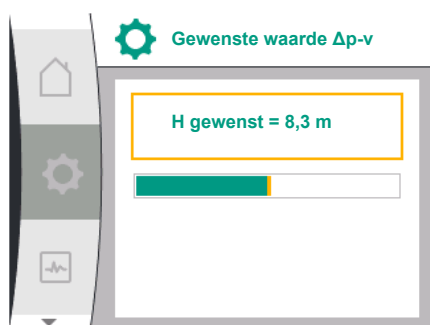 Gewenste waarde Δp-v
H gewenst = 8,3 m